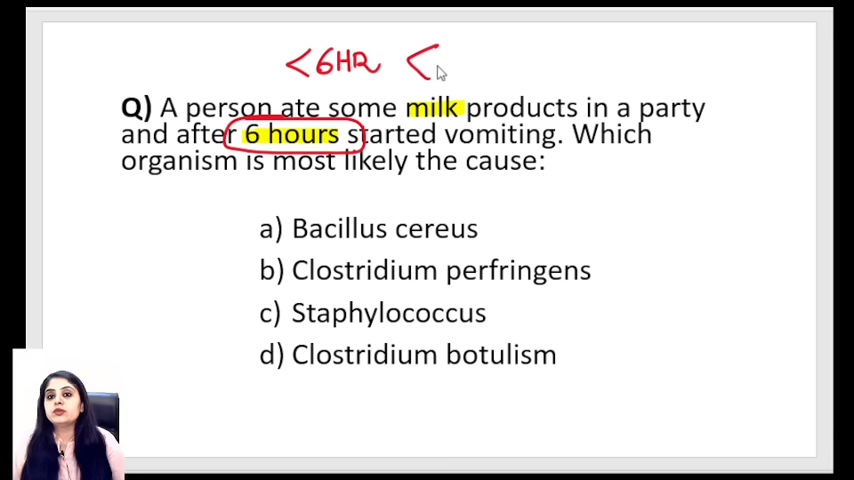 <6HR <
Q) A person ate some milk products in a party
and after 6 hours started vomiting. Which
organism is most likely the cause:
a) Bacillus cereus
b) Clostridium perfringens
c) Staphylococcus
d) Clostridium botulism